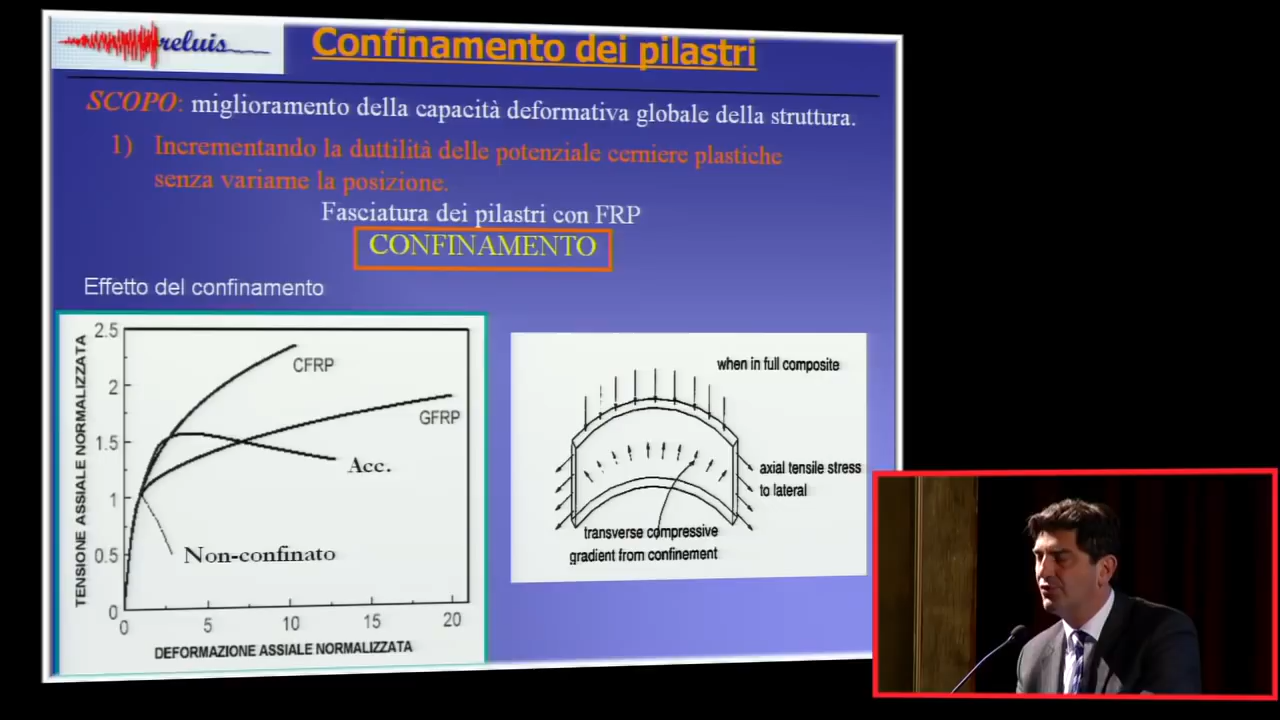 reluis
Confinamento dei pilastri
SCOPO: miglioramento della capacità deformativa globale della struttura.
1) Incrementando la duttilità delle potenziale cerniere plastiche
senza variarne la posizione.
Fasciatura dei pilastri con FRP
CONFINAMENTO
Effetto del confinamento
TENSIONE ASSIALE NORMALIZZATA
2.5
2
1.5
1
0.5
0
CFRP
GFRP
Acc.
Non-confinato
0 5 10 15 20
DEFORMAZIONE ASSIALE NORMALIZZATA
when in full composite
axial tensile stress
to lateral
transverse compressive
gradient from confinement